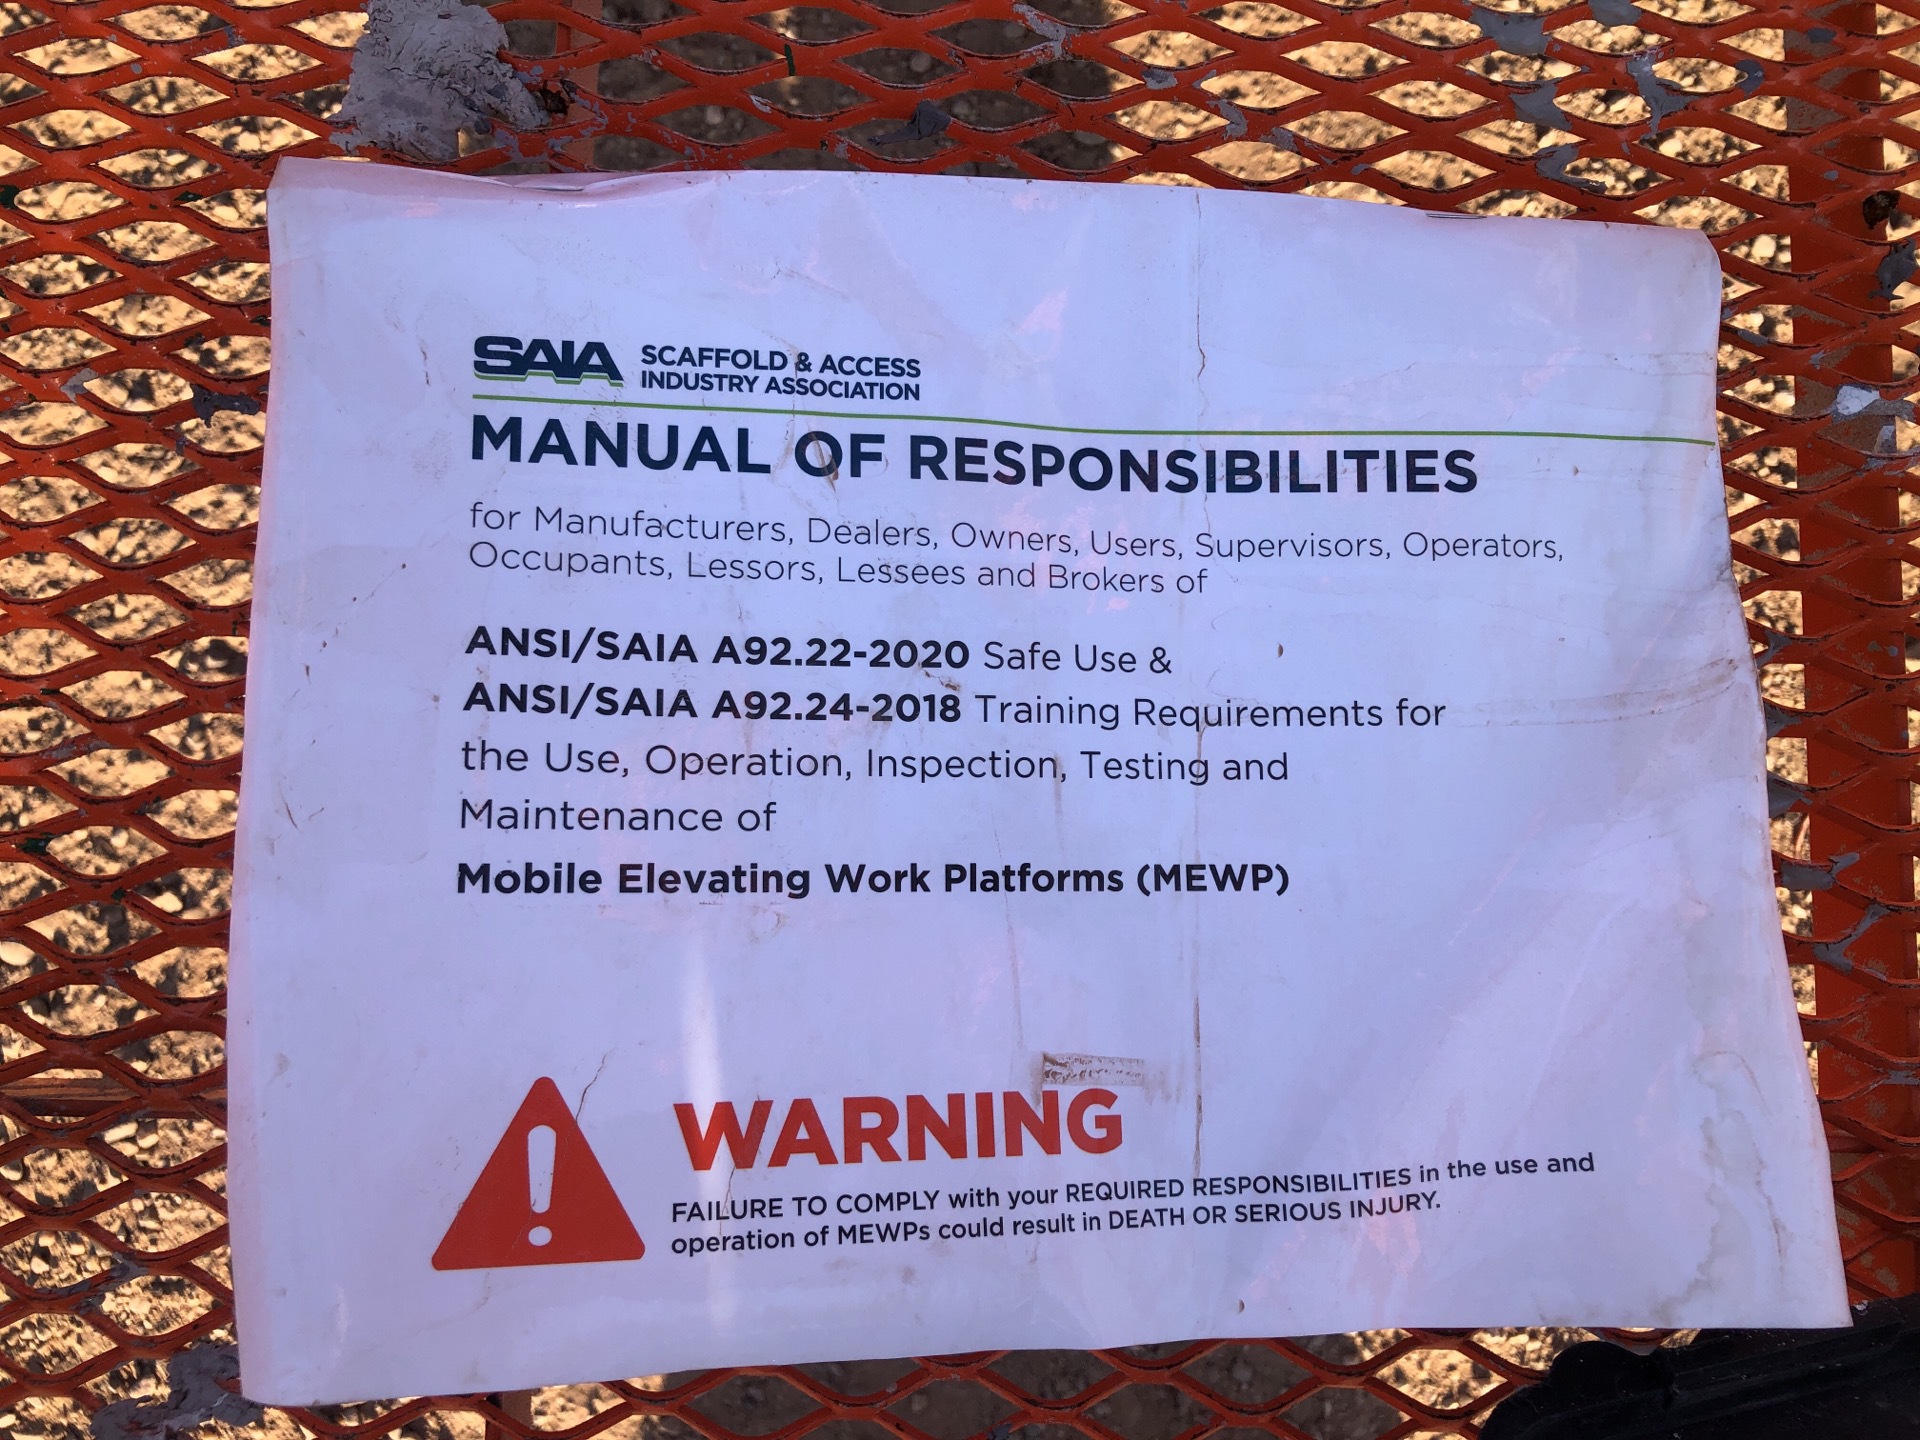 SAIA SCAFFOLD & ACCESS
INDUSTRY ASSOCIATION
MANUAL OF RESPONSIBILITIES
for Manufacturers, Dealers, Owners, Users, Supervisors, Operators,
Occupants, Lessors, Lessees and Brokers of
ANSI/SAIA A92.22-2020 Safe Use &
ANSI/SAIA A92.24-2018 Training Requirements for
the Use, Operation, Inspection, Testing and
Maintenance of
Mobile Elevating Work Platforms (MEWP)
WARNING
FAILURE TO COMPLY with your REQUIRED RESPONSIBILITIES in the use and
operation of MEWPs could result in DEATH OR SERIOUS INJURY.